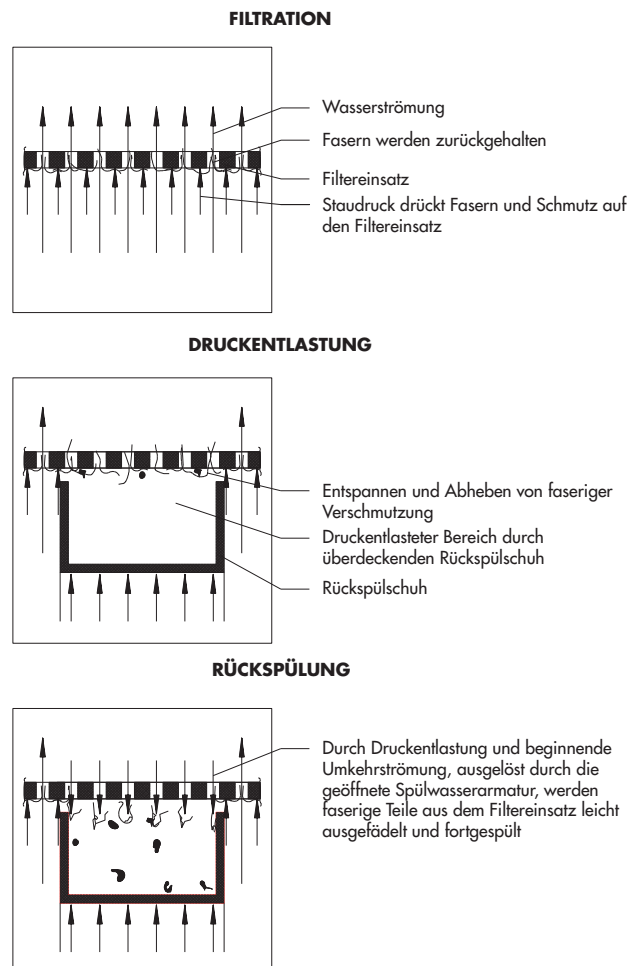 FILTRATION
Wasserströmung
Fasern werden zurückgehalten
Filtereinsatz
Staudruck drückt Fasern und Schmutz auf
den Filtereinsatz
DRUCKENTLASTUNG
Entspannen und Abheben von faseriger
Verschmutzung
Druckentlasteter Bereich durch
überdeckenden Rückspülschuh
Rückspülschuh
RÜCKSPÜLUNG
Durch Druckentlastung und beginnende
Umkehrströmung, ausgelöst durch die
geöffnete Spülwasserarmatur, werden
faserige Teile aus dem Filtereinsatz leicht
ausgefädelt und fortgespült